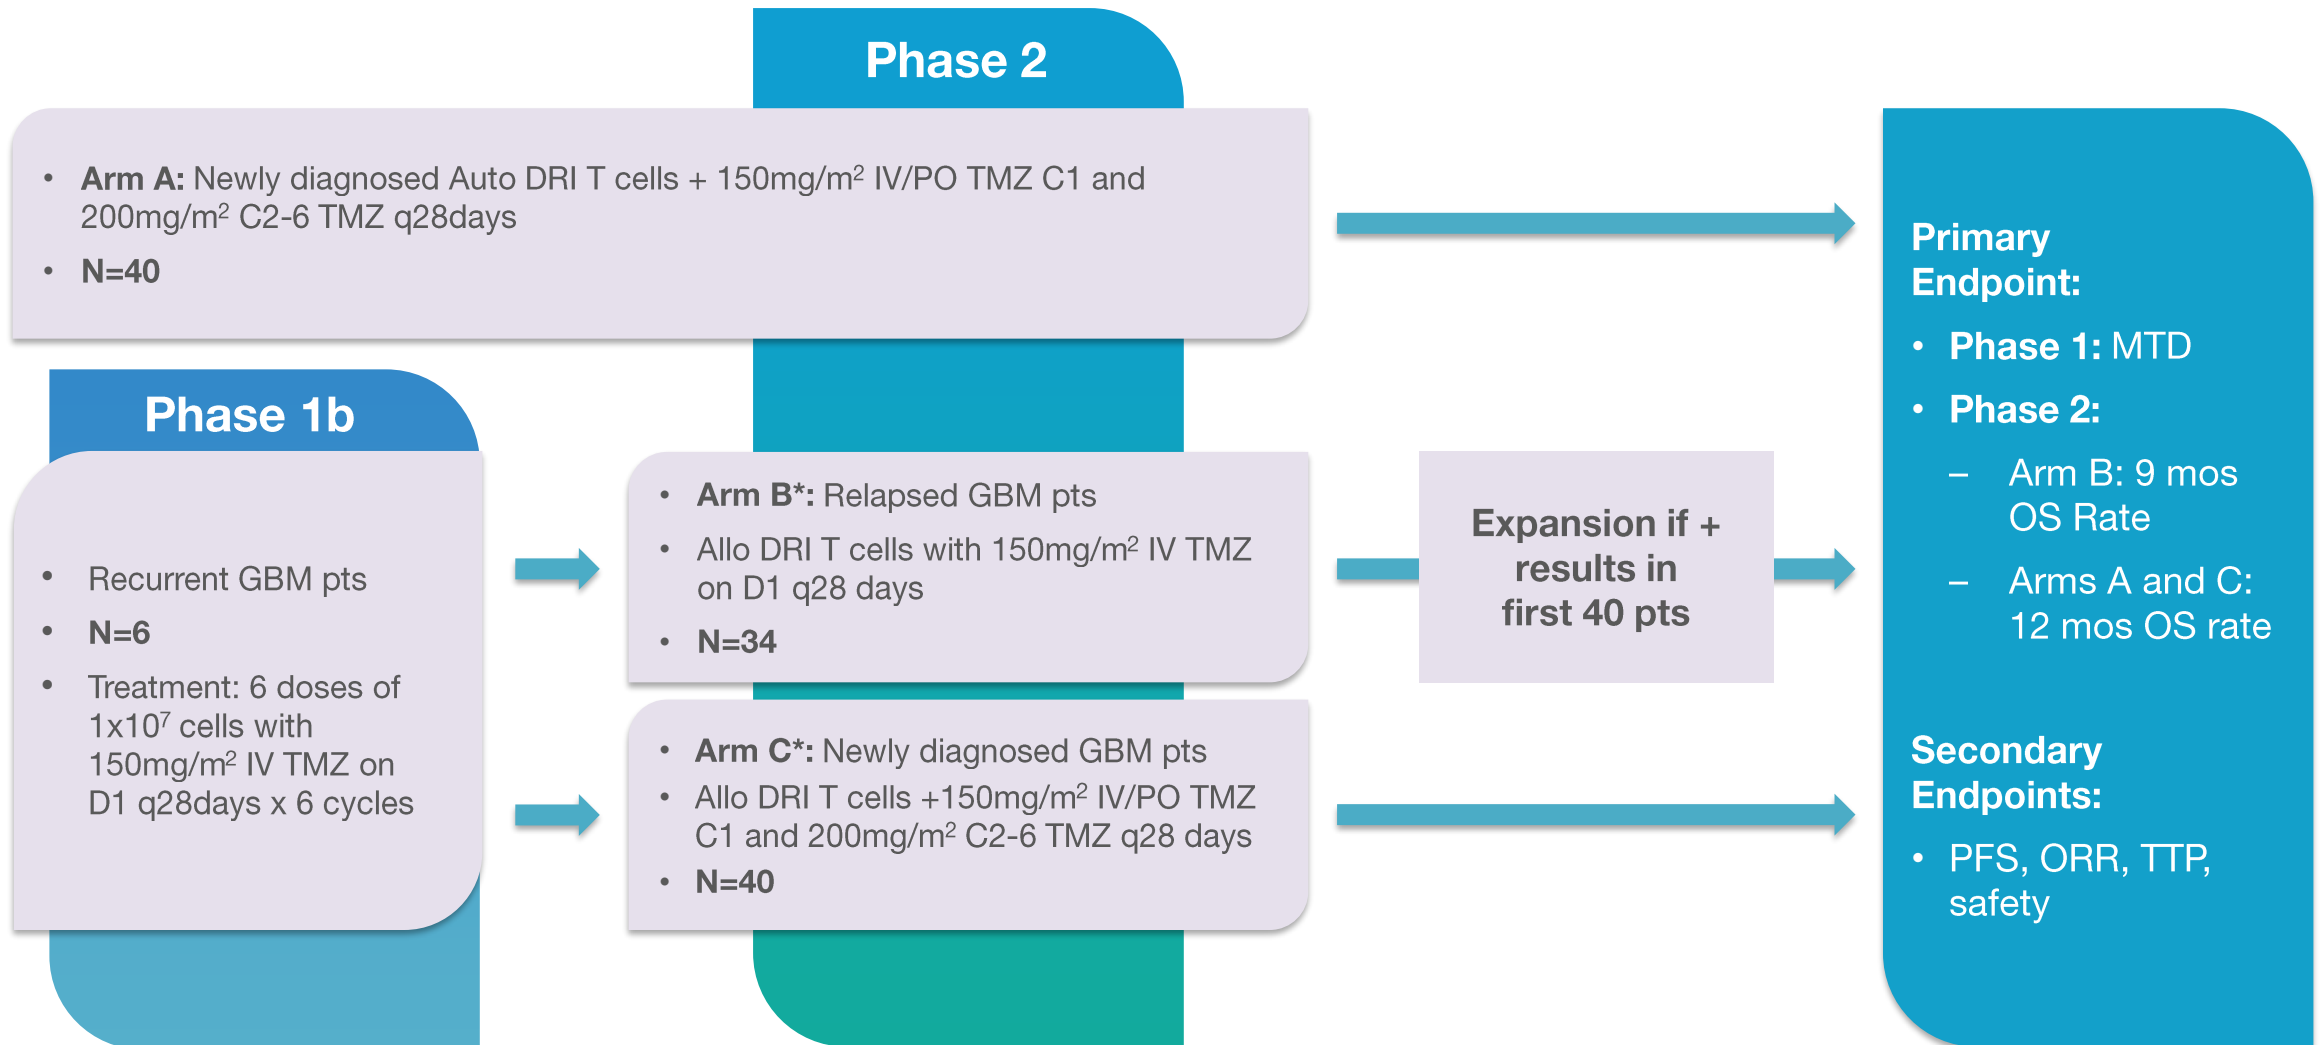 Phase 2
• Arm A: Newly diagnosed Auto DRI T cells + 150mg/m² IV/PO TMZ C1 and
200mg/m² C2-6 TMZ q28days
• N=40
Phase 1b
• Recurrent GBM pts
• N=6
• Treatment: 6 doses of
1x10⁷ cells with
150mg/m² IV TMZ on
D1 q28days x 6 cycles
• Arm B*: Relapsed GBM pts
• Allo DRI T cells with 150mg/m² IV TMZ
on D1 q28 days
• N=34
Expansion if +
results in
first 40 pts
• Arm C*: Newly diagnosed GBM pts
• Allo DRI T cells +150mg/m² IV/PO TMZ
C1 and 200mg/m² C2-6 TMZ q28 days
• N=40
Primary
Endpoint:
• Phase 1: MTD
• Phase 2:
– Arm B: 9 mos
OS Rate
– Arms A and C:
12 mos OS rate
Secondary
Endpoints:
• PFS, ORR, TTP,
safety